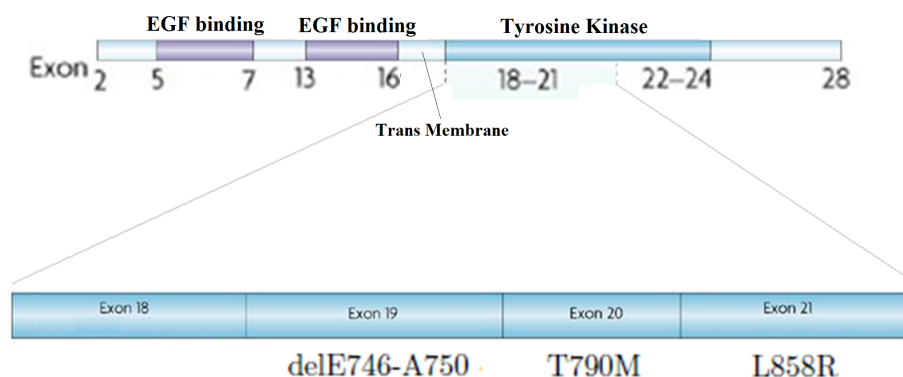 EGF binding EGF binding Tyrosine Kinase
Exon 2 5 7 13 16 18–21 22–24 28
Trans Membrane
Exon 18 Exon 19 Exon 20 Exon 21
delE746-A750 T790M L858R